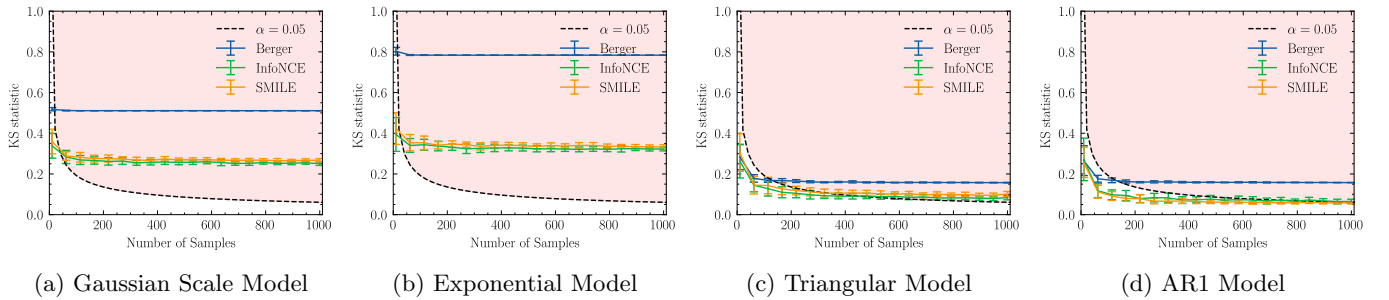 1.0
0.8
0.6
0.4
0.2
0.0
KS statistic
0 200 400 600 800 1000
Number of Samples
α = 0.05
Berger
InfoNCE
SMILE
(a) Gaussian Scale Model
1.0
0.8
0.6
0.4
0.2
0.0
KS statistic
0 200 400 600 800 1000
Number of Samples
α = 0.05
Berger
InfoNCE
SMILE
(b) Exponential Model
1.0
0.8
0.6
0.4
0.2
0.0
KS statistic
0 200 400 600 800 1000
Number of Samples
α = 0.05
Berger
InfoNCE
SMILE
(c) Triangular Model
1.0
0.8
0.6
0.4
0.2
0.0
KS statistic
0 200 400 600 800 1000
Number of Samples
α = 0.05
Berger
InfoNCE
SMILE
(d) AR1 Model